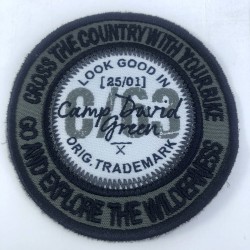 CROSS THE COUNTRY WITH YOUR BIKE
LOOK GOOD IN
[25/01]
Camp David
Green
ORIG. TRADEMARK
GO AND EXPLORE THE WILDERNESS